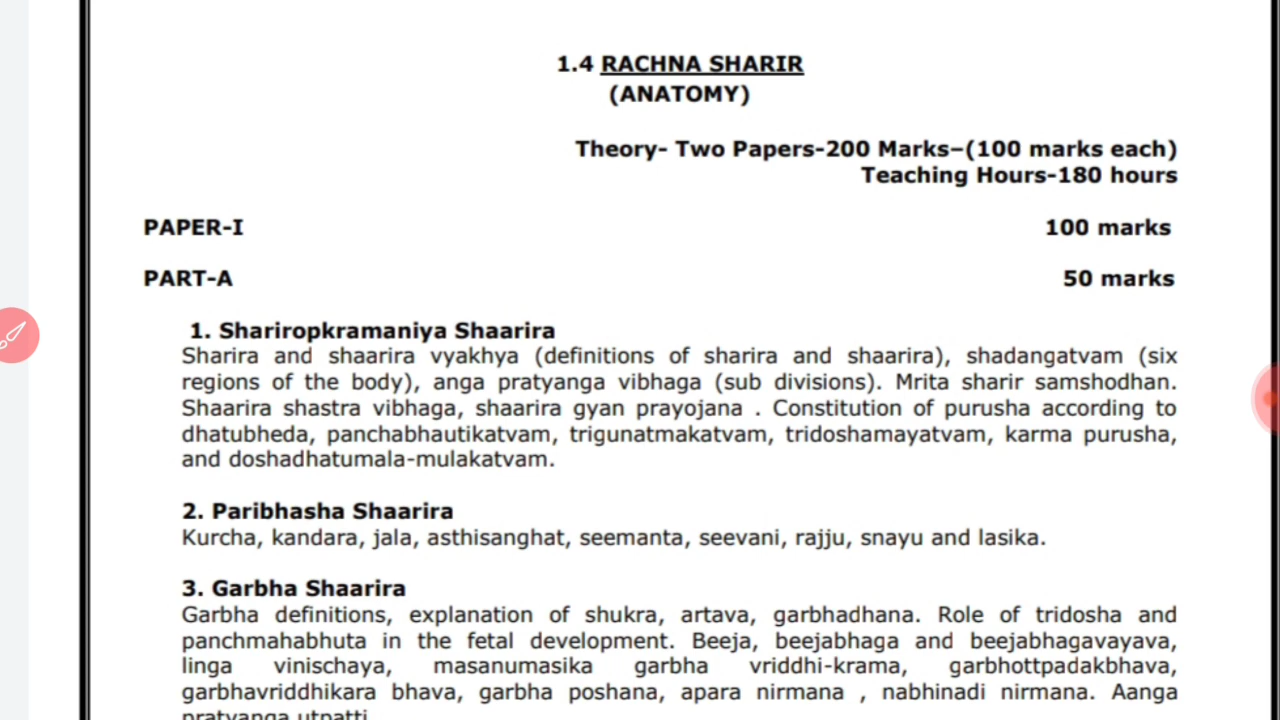 1.4 RACHNA SHARIR
(ANATOMY)
Theory- Two Papers-200 Marks–(100 marks each)
Teaching Hours-180 hours
PAPER-I 100 marks
PART-A 50 marks
1. Shariropkramaniya Shaarira
Sharira and shaarira vyakhya (definitions of sharira and shaarira), shadangatvam (six
regions of the body), anga pratyanga vibhaga (sub divisions). Mrita sharir samshodhan.
Shaarira shastra vibhaga, shaarira gyan prayojana . Constitution of purusha according to
dhatubheda, panchabhautikatvam, trigunatmakatvam, tridoshamayatvam, karma purusha,
and doshadhatumala-mulakatvam.
2. Paribhasha Shaarira
Kurcha, kandara, jala, asthisanghat, seemanta, seevani, rajju, snayu and lasika.
3. Garbha Shaarira
Garbha definitions, explanation of shukra, artava, garbhadhana. Role of tridosha and
panchmahabhuta in the fetal development. Beeja, beejabhaga and beejabhagavayava,
linga vinischaya, masanumasika garbha vriddhi-krama, garbhottpadakbhava,
garbhavriddhikara bhava, garbha poshana, apara nirmana , nabhinadi nirmana. Aanga
pratyanga utpatti